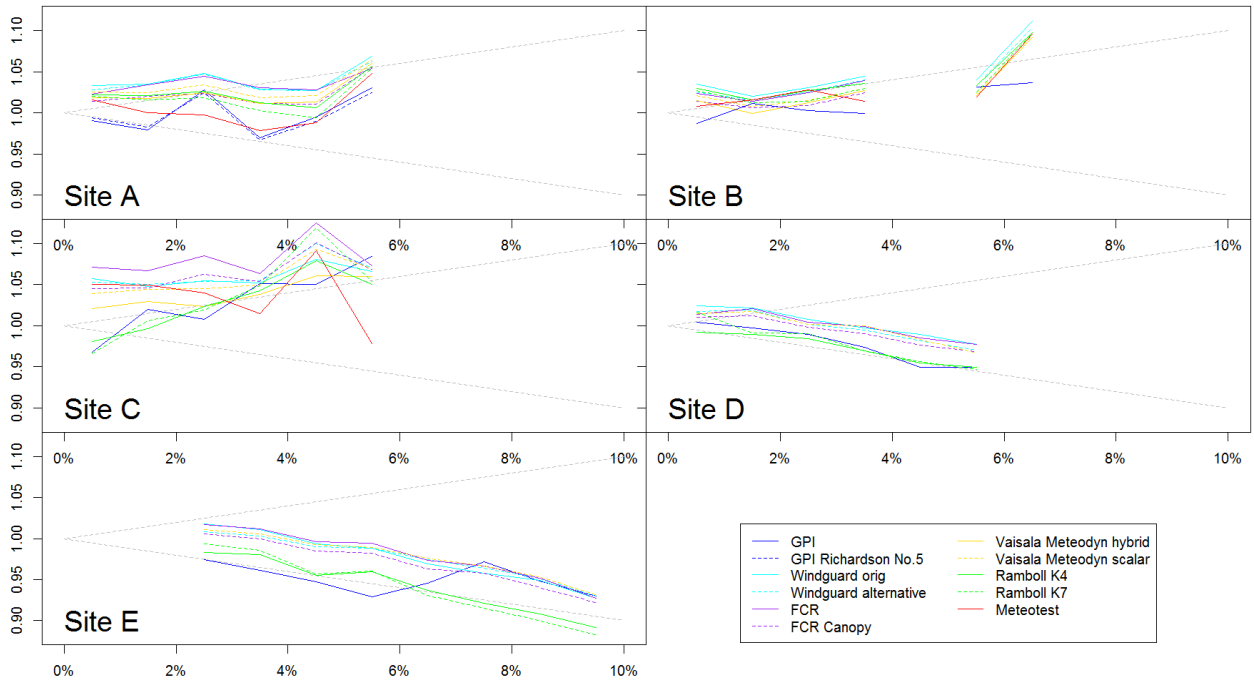 1.10
1.05
1.00
0.95
0.90
Site A
Site B
0% 2% 4% 6% 8% 10%
0% 2% 4% 6% 8% 10%
1.10
1.05
1.00
0.95
0.90
Site C
Site D
0% 2% 4% 6% 8% 10%
0% 2% 4% 6% 8% 10%
1.10
1.05
1.00
0.95
0.90
Site E
0% 2% 4% 6% 8% 10%
GPI
GPI Richardson No.5
Windguard orig
Windguard alternative
FCR
FCR Canopy
Vaisala Meteodyn hybrid
Vaisala Meteodyn scalar
Ramboll K4
Ramboll K7
Meteotest